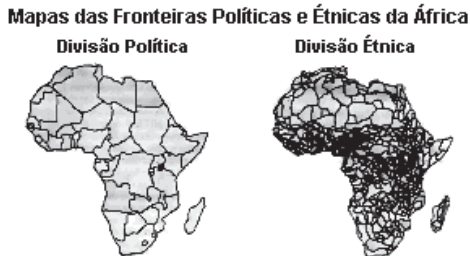 Mapas das Fronteiras Políticas e Étnicas da África
Divisão Política
Divisão Étnica